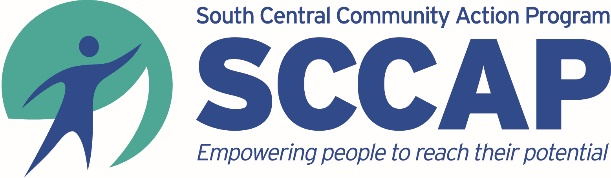 South Central Community Action Program
SCCAP
Empowering people to reach their potential